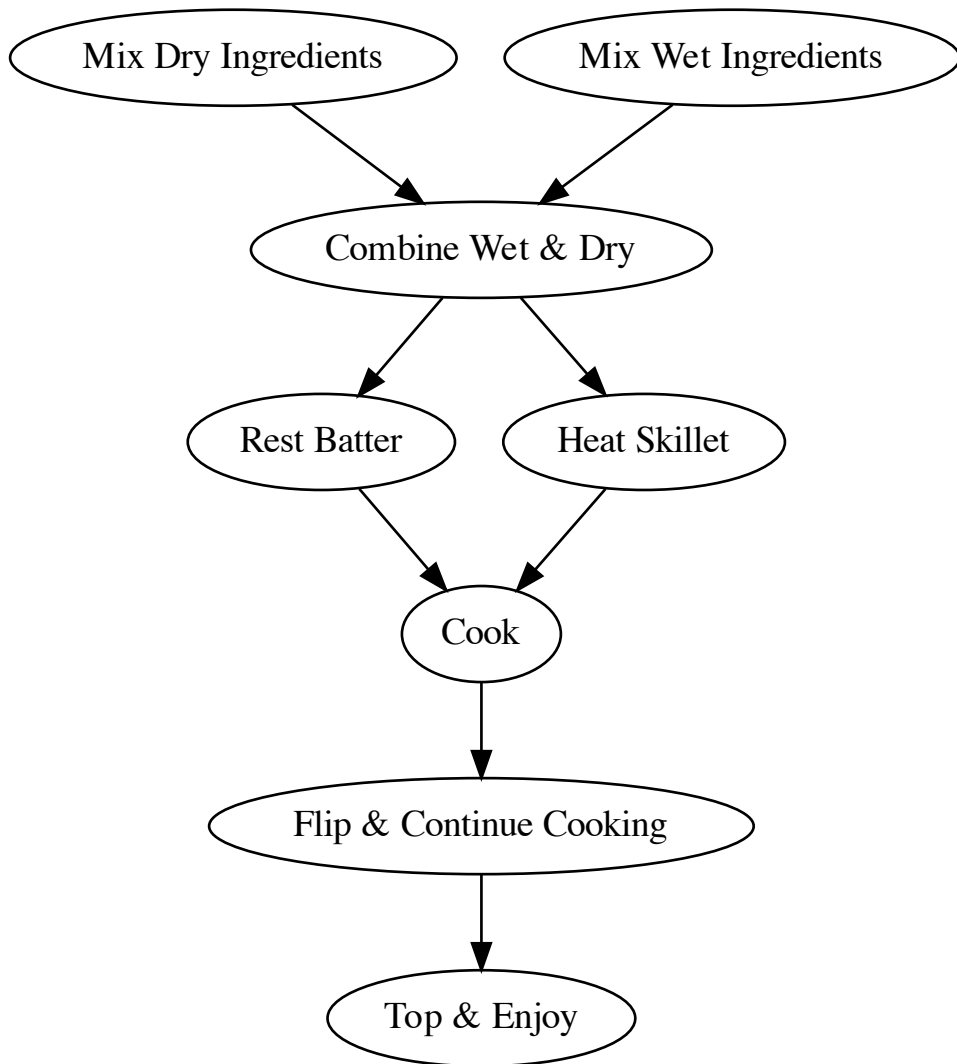 Mix Dry Ingredients
Mix Wet Ingredients
Combine Wet & Dry
Rest Batter
Heat Skillet
Cook
Flip & Continue Cooking
Top & Enjoy